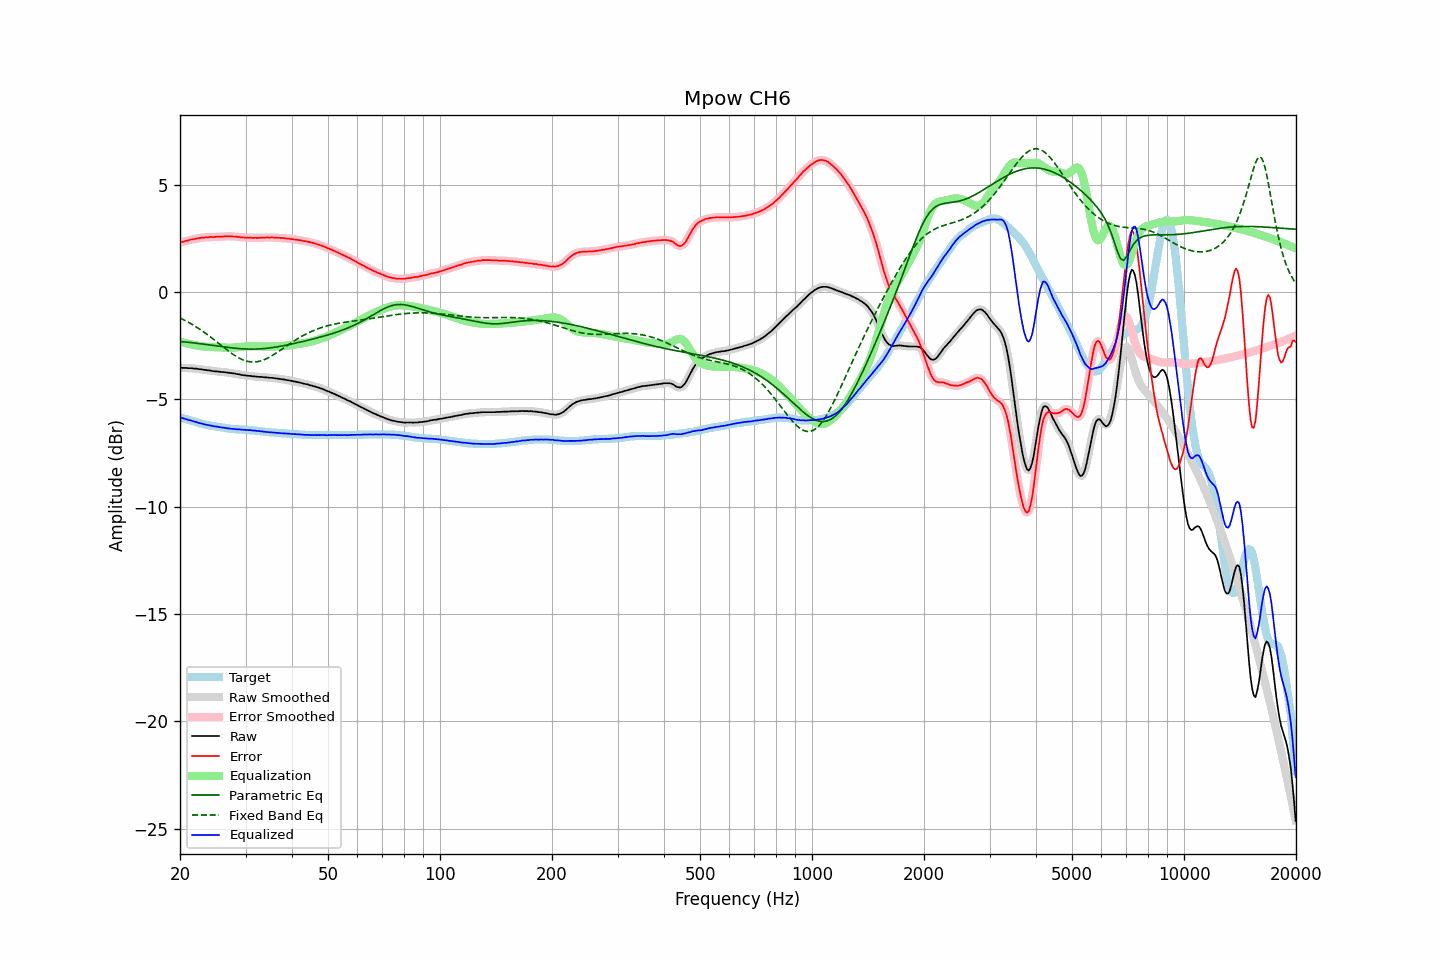 Mpow CH6
Amplitude (dBr)
5
0
−5
−10
−15
−20
−25
Target
Raw Smoothed
Error Smoothed
Raw
Error
Equalization
Parametric Eq
Fixed Band Eq
Equalized
20 50 100 200 500 1000 2000 5000 10000 20000
Frequency (Hz)